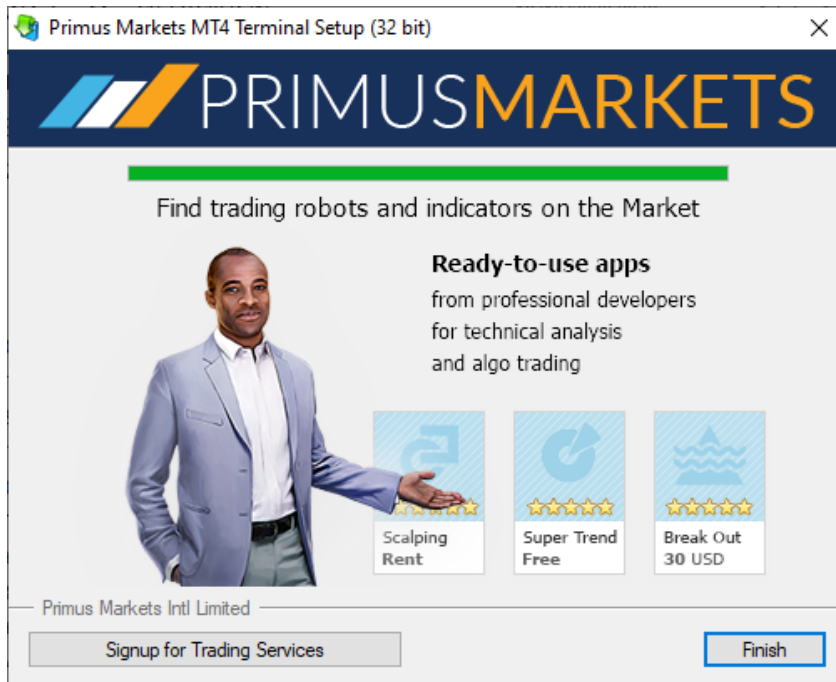 Primus Markets MT4 Terminal Setup (32 bit)
PRIMUSMARKETS
Find trading robots and indicators on the Market
Ready-to-use apps
from professional developers
for technical analysis
and algo trading
Scalping
Rent
Super Trend
Free
Break Out
30 USD
Primus Markets Intl Limited
Signup for Trading Services
Finish